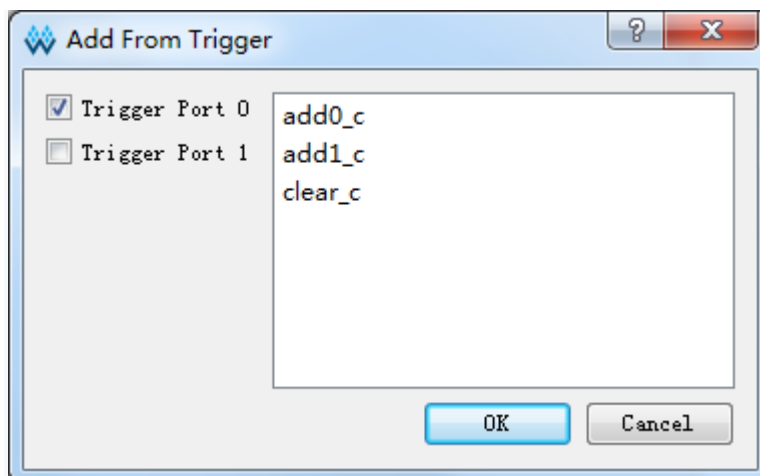 Add From Trigger
?
Trigger Port 0
Trigger Port 1
add0_c
add1_c
clear_c
OK
Cancel